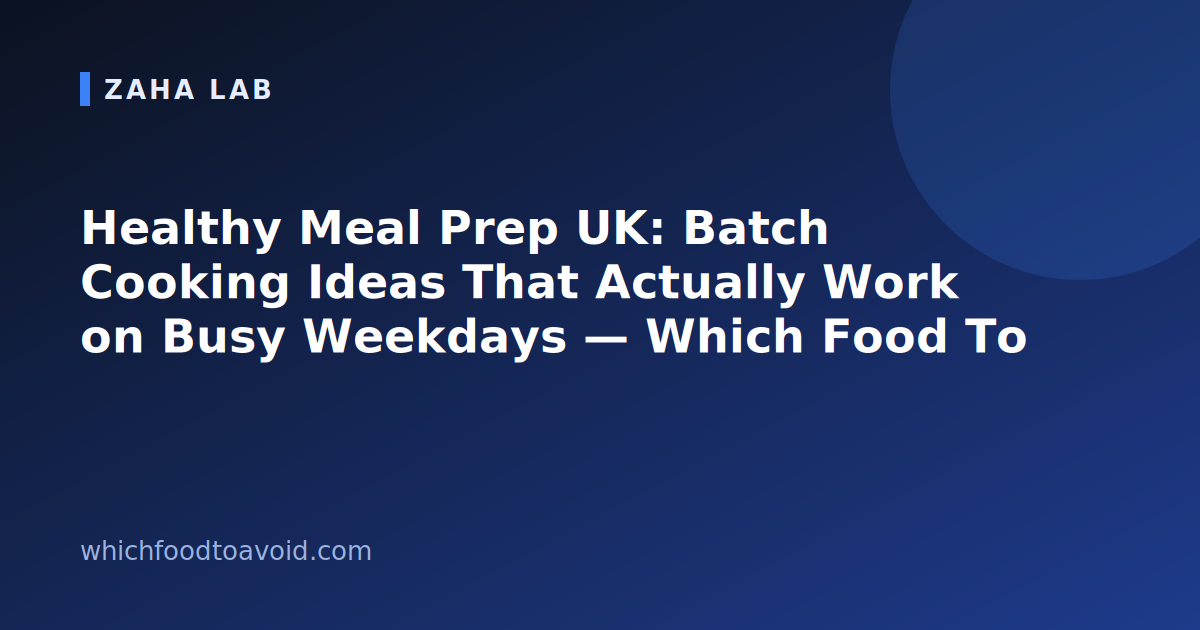 ZAHA LAB
Healthy Meal Prep UK: Batch
Cooking Ideas That Actually Work
on Busy Weekdays — Which Food To
whichfoodtoavoid.com